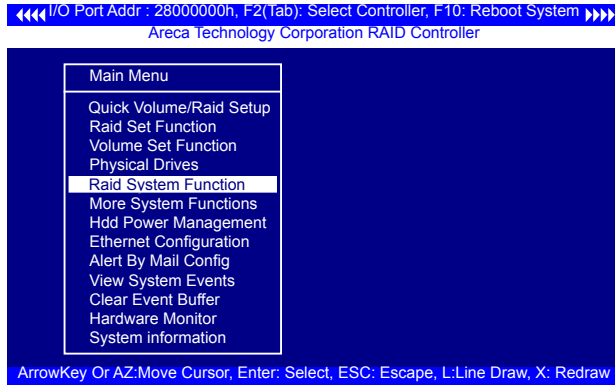 I/O Port Addr : 28000000h, F2(Tab): Select Controller, F10: Reboot System
Areca Technology Corporation RAID Controller
Main Menu
Quick Volume/Raid Setup
Raid Set Function
Volume Set Function
Physical Drives
Raid System Function
More System Functions
Hdd Power Management
Ethernet Configuration
Alert By Mail Config
View System Events
Clear Event Buffer
Hardware Monitor
System information
ArrowKey Or AZ:Move Cursor, Enter: Select, ESC: Escape, L:Line Draw, X: Redraw